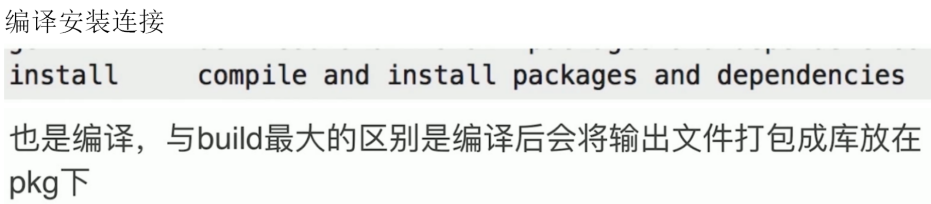 编译安装连接
install     compile and install packages and dependencies
也是编译，与build最大的区别是编译后会将输出文件打包成库放在
pkg下